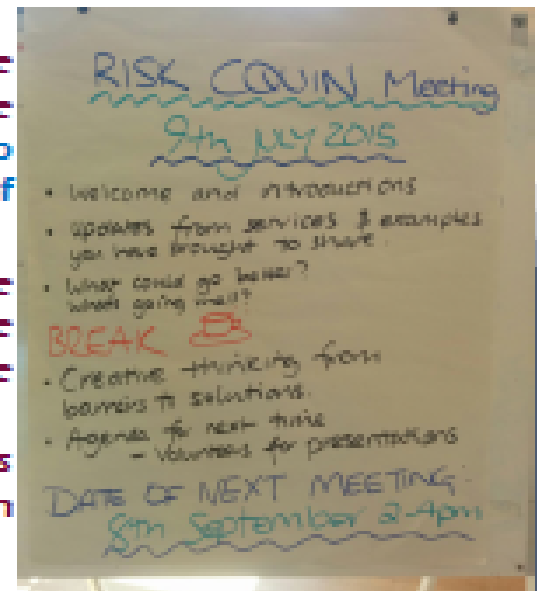 RISK CQUIN Meeting
9th July 2015
• Welcome and introductions
• Updates from services & examples
you have brought to share.
• What could go better?
what's going well?
BREAK
• Creative thinking from
barriers to solutions.
• Agenda for next time
- Volunteers for presentations
DATE OF NEXT MEETING:
8th September 2-4pm